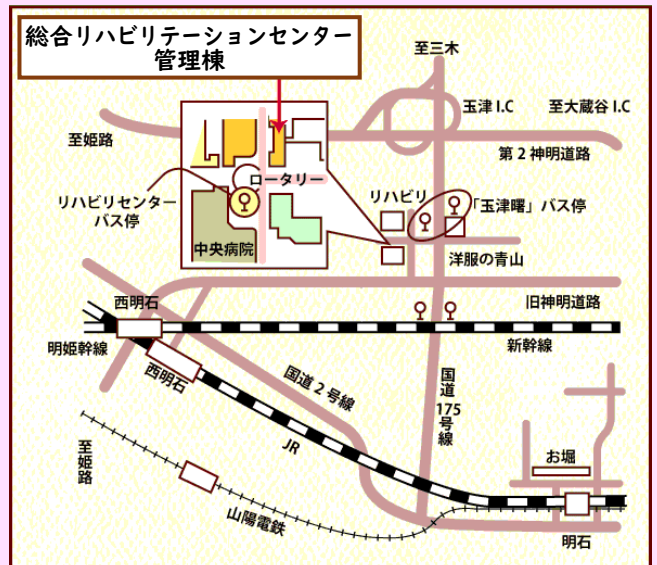 総合リハビリテーションセンター
管理棟
至三木
玉津 I.C
至大蔵谷 I.C
至姫路
第２神明道路
ロータリー
リハビリ
「玉津曙」バス停
リハビリセンター
バス停
中央病院
洋服の青山
西明石
旧神明道路
明姫幹線
新幹線
西明石
国道２号線
国道
175
号線
JR
至姫路
お堀
山陽電鉄
明石